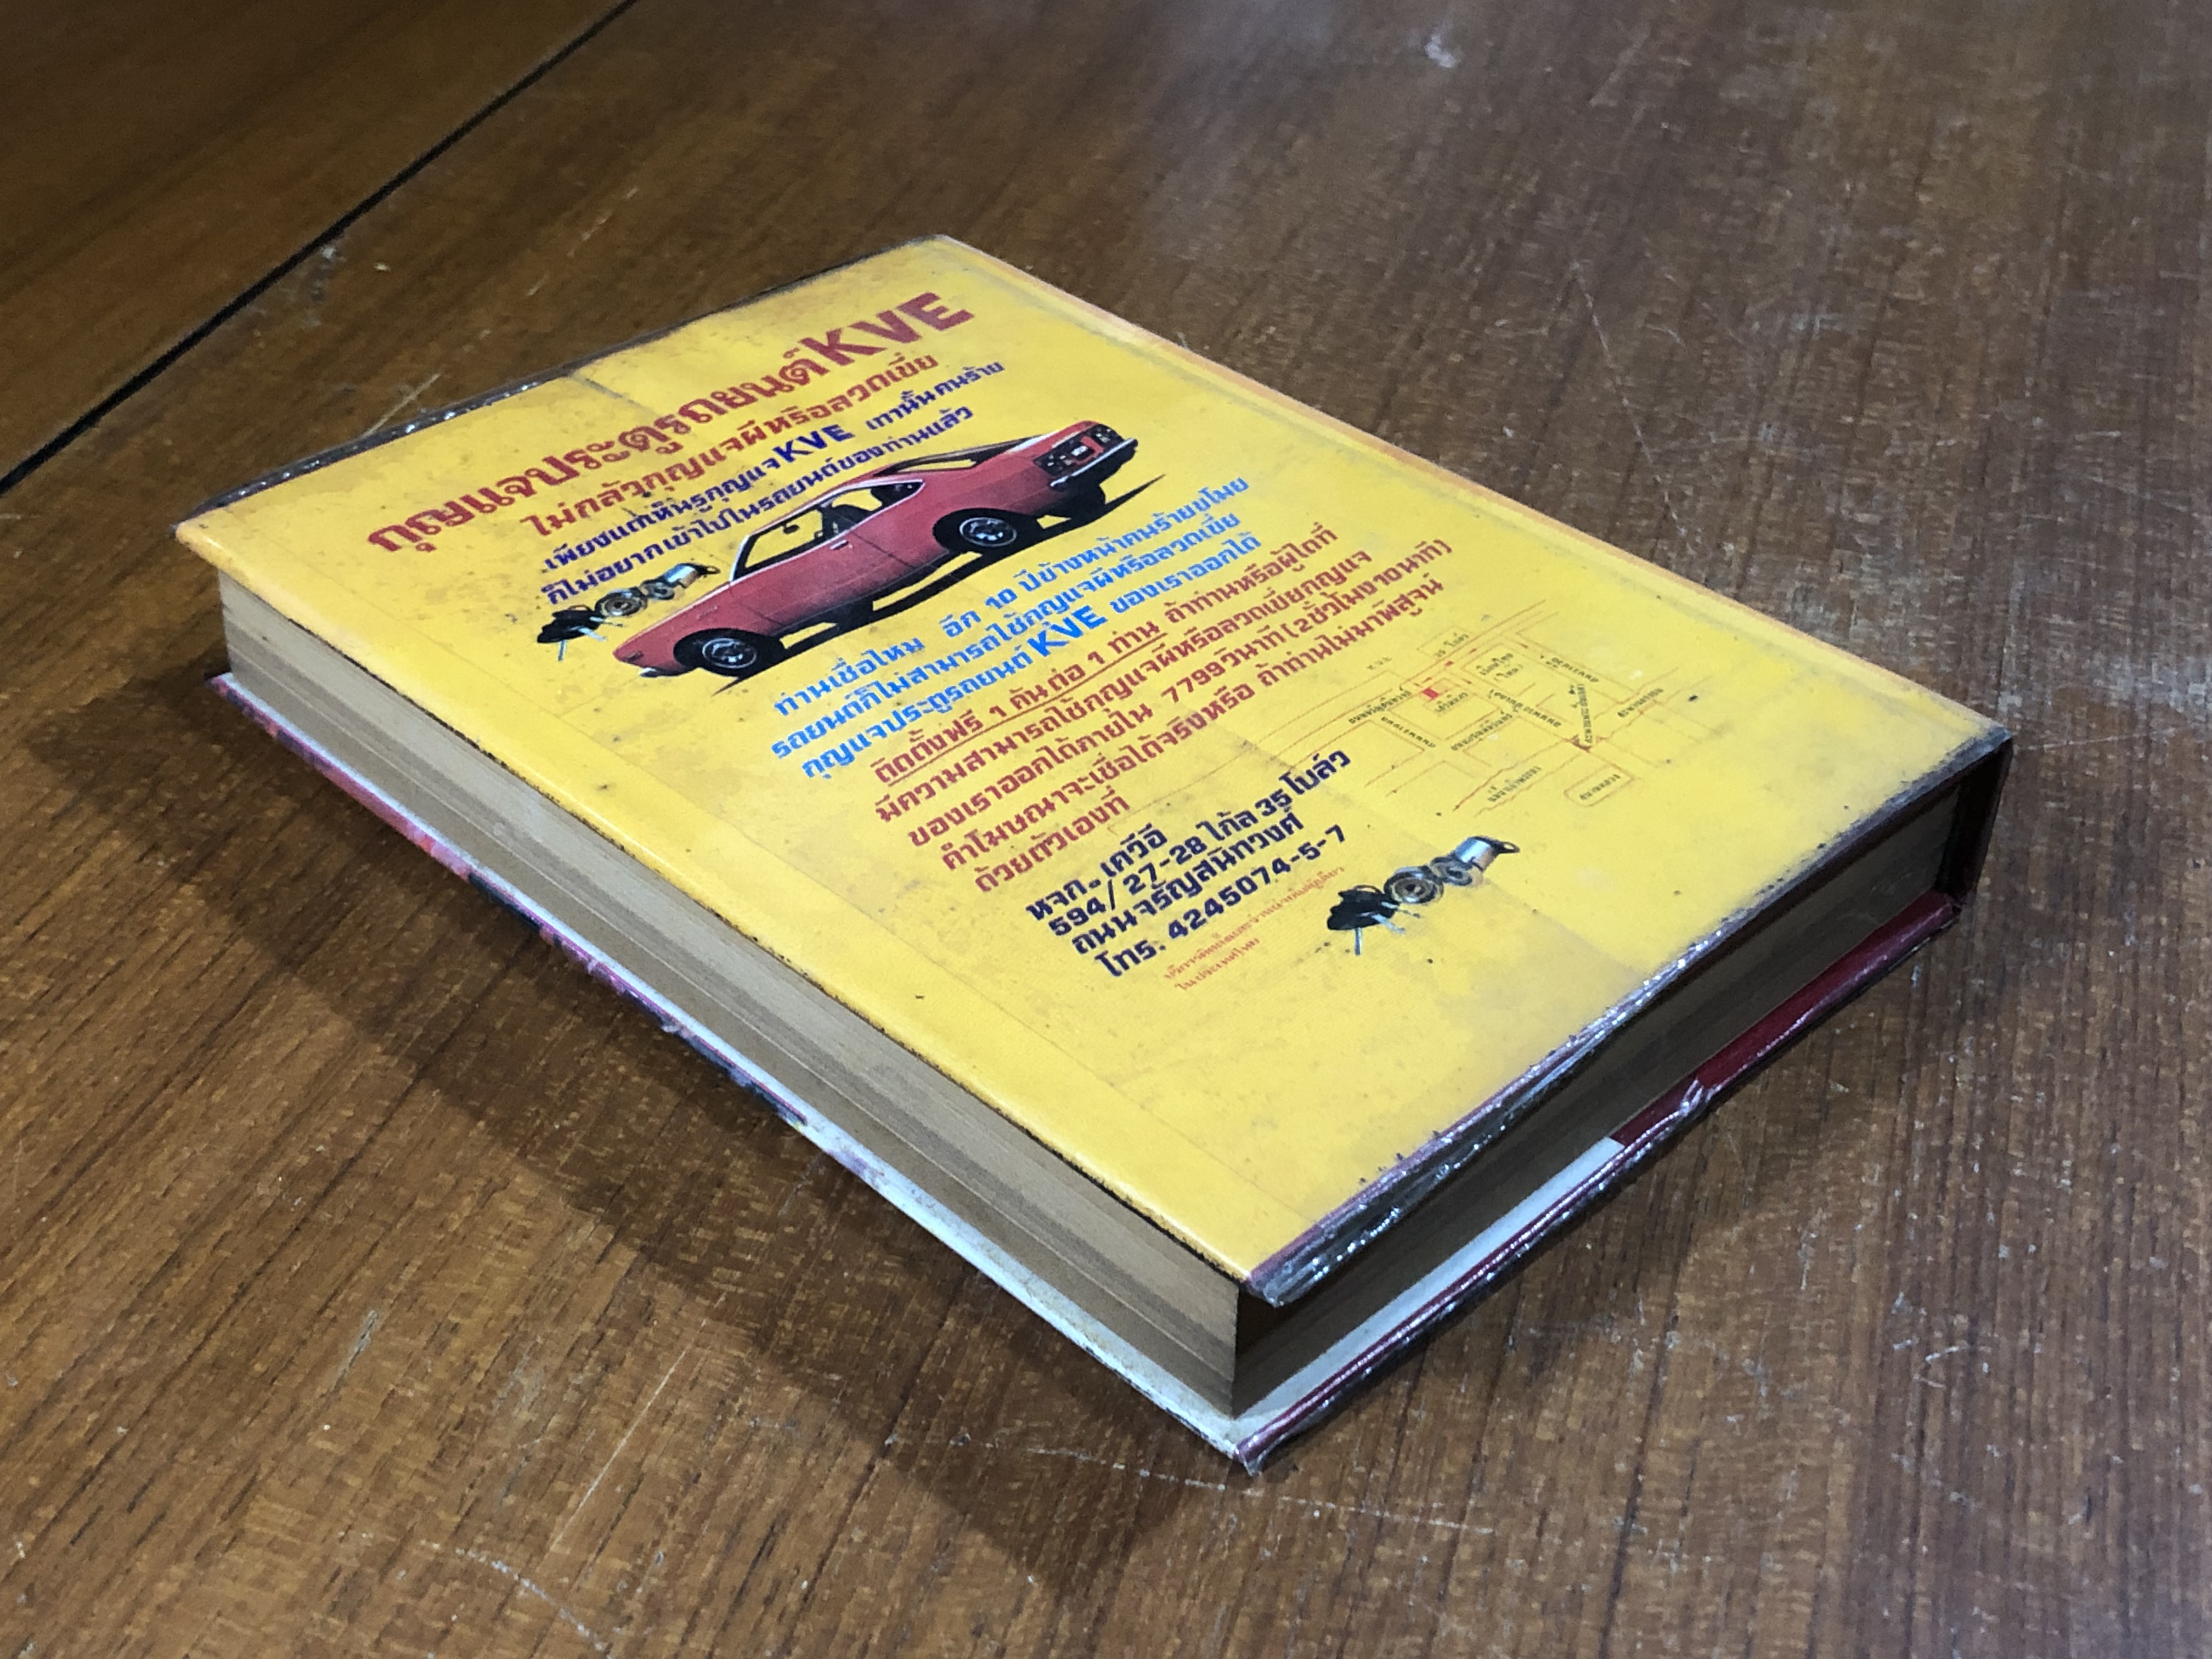 กุญแจประตูรถยนต์KVE
ไม่กลัวกุญแจผีหรือลวดเขี่ย
เพียงแต่เห็นรูกุญแจKVE เท่านั้นคนร้าย
ก็ไม่อยากเข้าไปในรถยนต์ของท่านแล้ว
ท่านเชื่อไหม อีก 10 ปีข้างหน้าคนร้ายขโมย
รถยนต์ก็ไม่สามารถใช้กุญแจผีหรือลวดเขี่ย
กุญแจประตูรถยนต์ KVE ของเราออกได้
ติดตั้งฟรี 1 คันต่อ 1 ท่าน ถ้าท่านหรือผู้ใดที่
มีความสามารถใช้กุญแจผีหรือลวดเขี่ยกุญแจ
ของเราออกได้ภายใน 7799วินาที (2ชั่วโมง10นาที)
คำโฆษณาจะเชื่อได้จริงหรือ ถ้าท่านไม่มาพิสูจน์
ด้วยตัวเองที่
หจก. เควีอี
594/27-28 ใกล้ 35 โบล์ว
ถนนจรัญสนิทวงศ์
โทร. 4245074-5-7
ในประเทศไทย